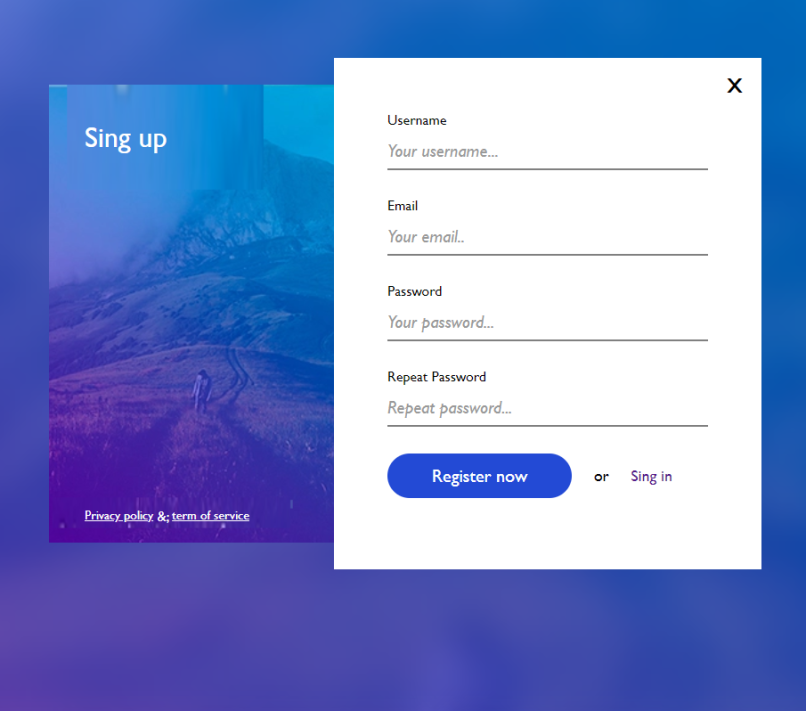 Sing up
Privacy policy &; term of service
X
Username
Your username...
Email
Your email..
Password
Your password...
Repeat Password
Repeat password...
Register now or Sing in